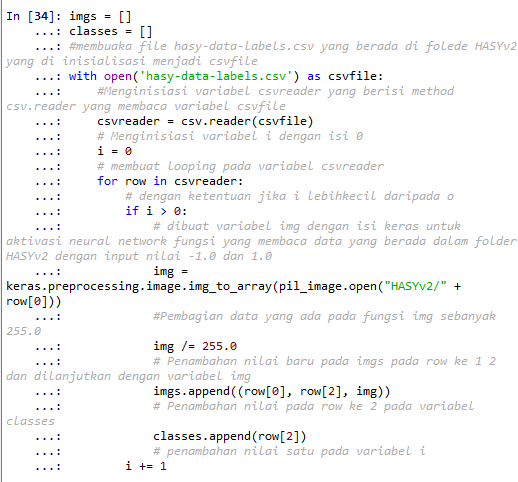 In [34]: imgs = []
    ...: classes = []
    ...: #membuaka file hasy-data-labels.csv yang berada di folede HASYv2
yang di inisialisasi menjadi csvfile
    ...: with open('hasy-data-labels.csv') as csvfile:
    ...:     #Menginisiasi variabel csvreader yang berisi method
csv.reader yang membaca variabel csvfile
    ...:     csvreader = csv.reader(csvfile)
    ...:     # Menginisiasi variabel i dengan isi 0
    ...:     i = 0
    ...:     # membuat looping pada variabel csvreader
    ...:     for row in csvreader:
    ...:         # dengan ketentuan jika i lebihkecil daripada o
    ...:         if i > 0:
    ...:             # dibuat variabel img dengan isi keras untuk
aktivasi neural network fungsi yang membaca data yang berada dalam folder
HASYv2 dengan input nilai -1.0 dan 1.0
    ...:             img =
keras.preprocessing.image.img_to_array(pil_image.open("HASYv2/" +
row[0]))
    ...:             #Pembagian data yang ada pada fungsi img sebanyak
255.0
    ...:             img /= 255.0
    ...:             # Penambahan nilai baru pada imgs pada row ke 1 2
dan dilanjutkan dengan variabel img
    ...:             imgs.append((row[0], row[2], img))
    ...:             # Penambahan nilai pada row ke 2 pada variabel
classes
    ...:             classes.append(row[2])
    ...:             # penambahan nilai satu pada variabel i
    ...:         i += 1